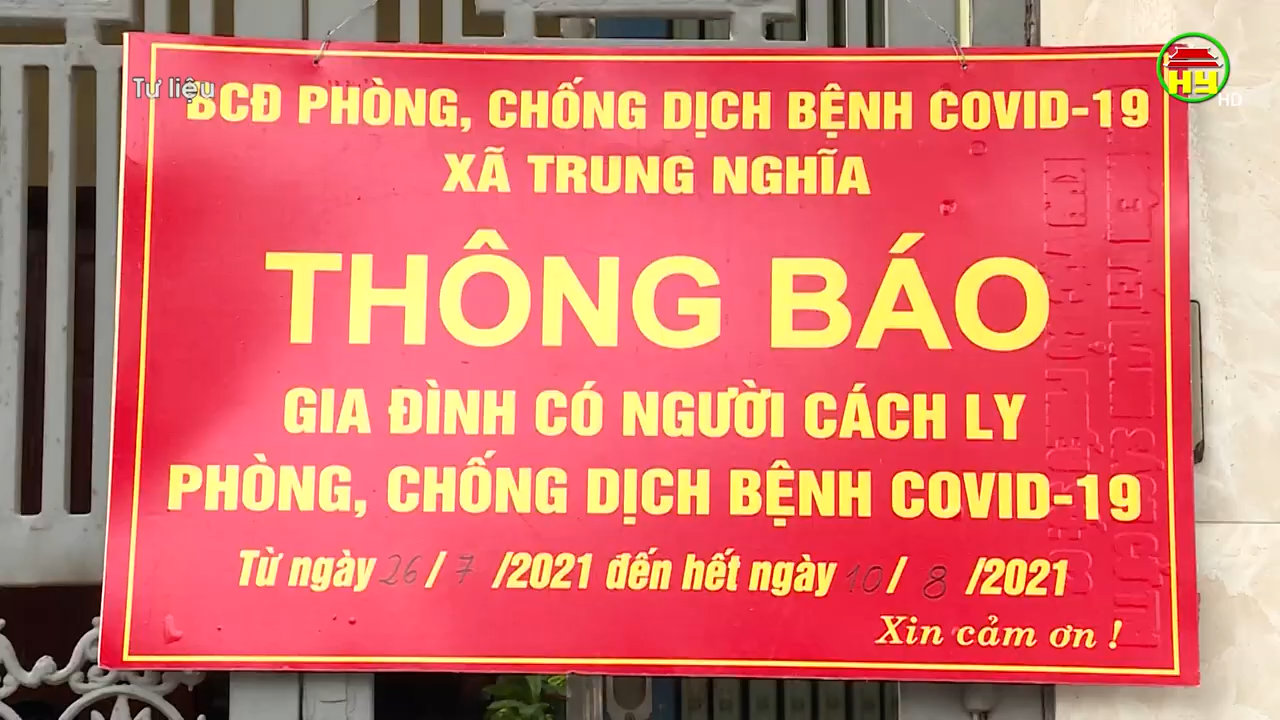 Tư liệu
HY
HD
BCĐ PHÒNG, CHỐNG DỊCH BỆNH COVID-19
XÃ TRUNG NGHĨA
THÔNG BÁO
GIA ĐÌNH CÓ NGƯỜI CÁCH LY
PHÒNG, CHỐNG DỊCH BỆNH COVID-19
Từ ngày 26/ 7 /2021 đến hết ngày 10/ 8 /2021
Xin cảm ơn !